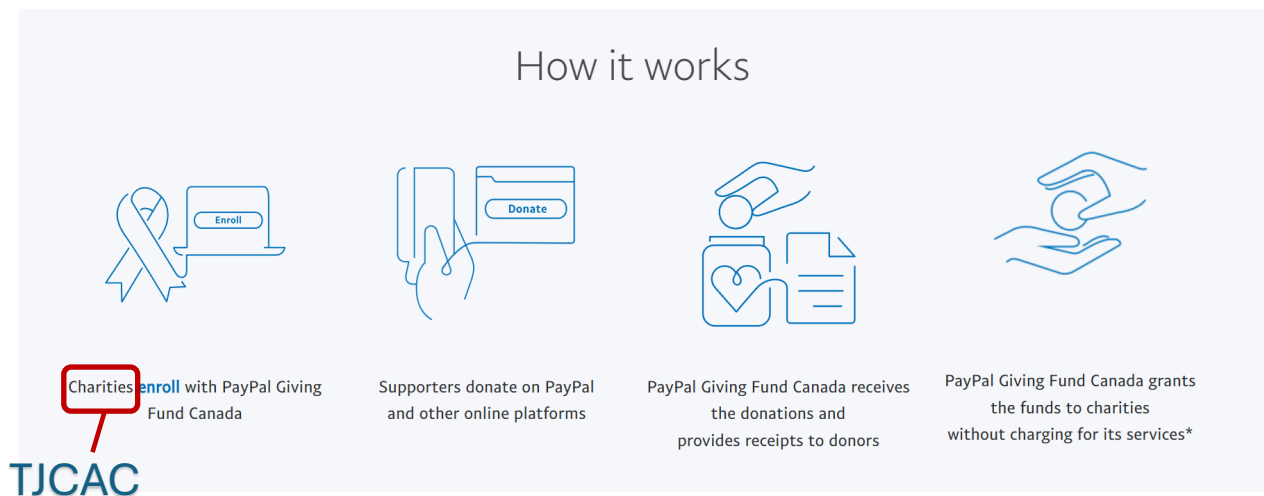 How it works
Enroll
Donate
Charities enroll with PayPal Giving
Fund Canada
Supporters donate on PayPal
and other online platforms
PayPal Giving Fund Canada receives
the donations and
provides receipts to donors
PayPal Giving Fund Canada grants
the funds to charities
without charging for its services*
TJCAC